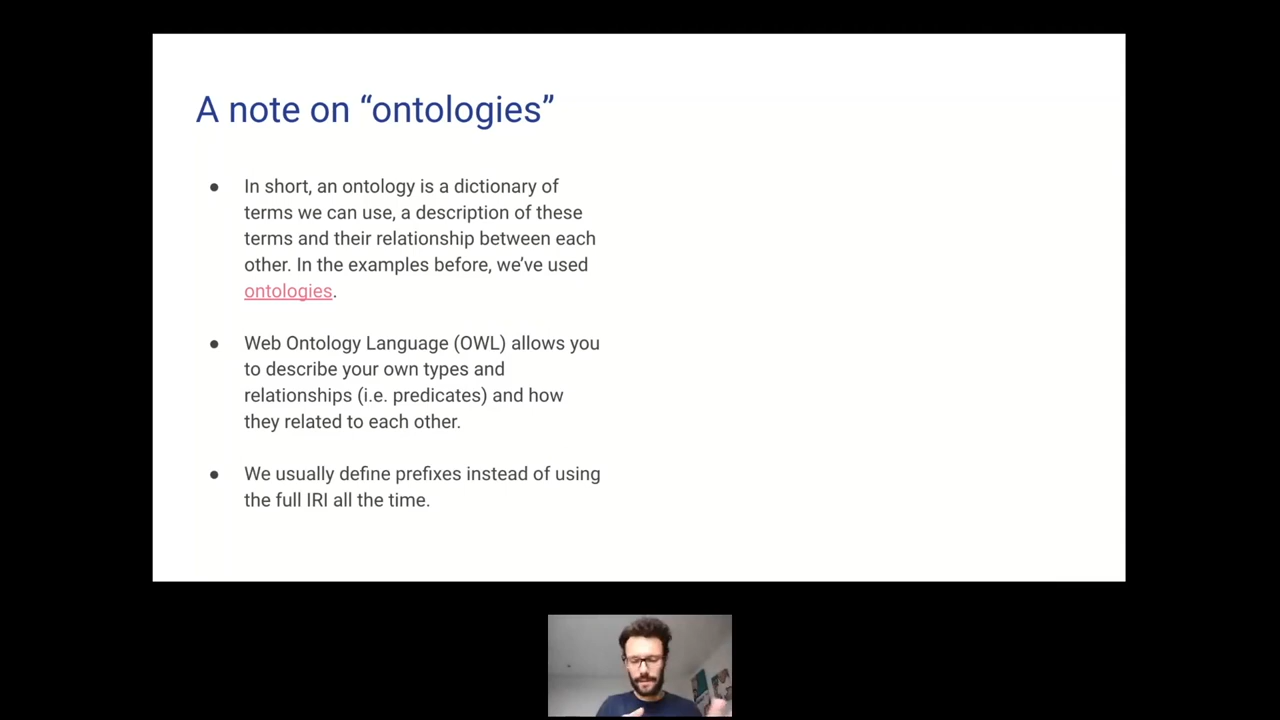 A note on “ontologies”
● In short, an ontology is a dictionary of
terms we can use, a description of these
terms and their relationship between each
other. In the examples before, we’ve used
ontologies.
● Web Ontology Language (OWL) allows you
to describe your own types and
relationships (i.e. predicates) and how
they related to each other.
● We usually define prefixes instead of using
the full IRI all the time.